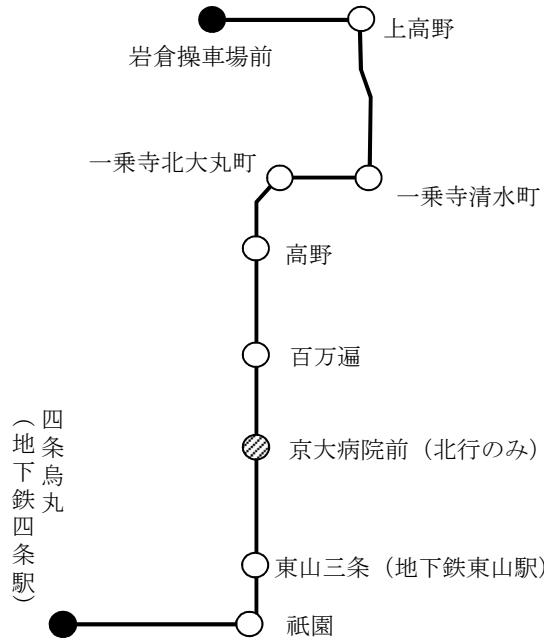 上高野
岩倉操車場前
一乗寺北大丸町
一乗寺清水町
高野
百万遍
京大病院前（北行のみ）
四条烏丸
（地下鉄四条駅）
東山三条（地下鉄東山駅）
祇園